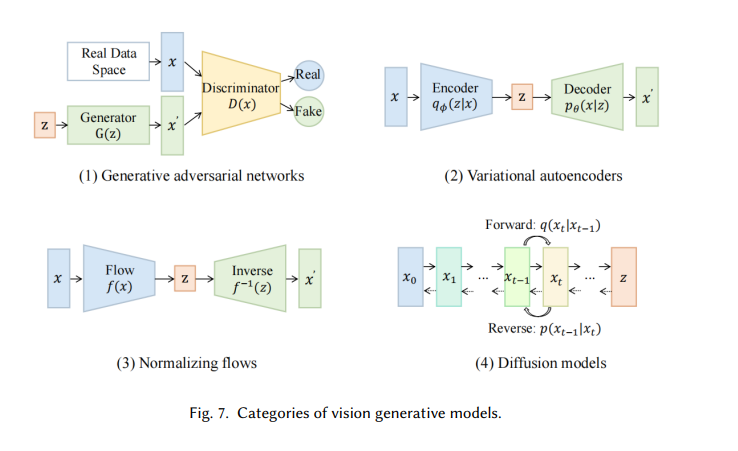 Real Data
Space
x
Discriminator
D(x)
Real
Fake
z
Generator
G(z)
x'
(1) Generative adversarial networks
x
Encoder
qϕ(z|x)
z
Decoder
pθ(x|z)
x'
(2) Variational autoencoders
x
Flow
f(x)
z
Inverse
f⁻¹(z)
x'
(3) Normalizing flows
Forward: q(xₜ|xₜ₋₁)
x₀
x₁
...
xₜ₋₁
xₜ
...
z
Reverse: p(xₜ₋₁|xₜ)
(4) Diffusion models
Fig. 7. Categories of vision generative models.